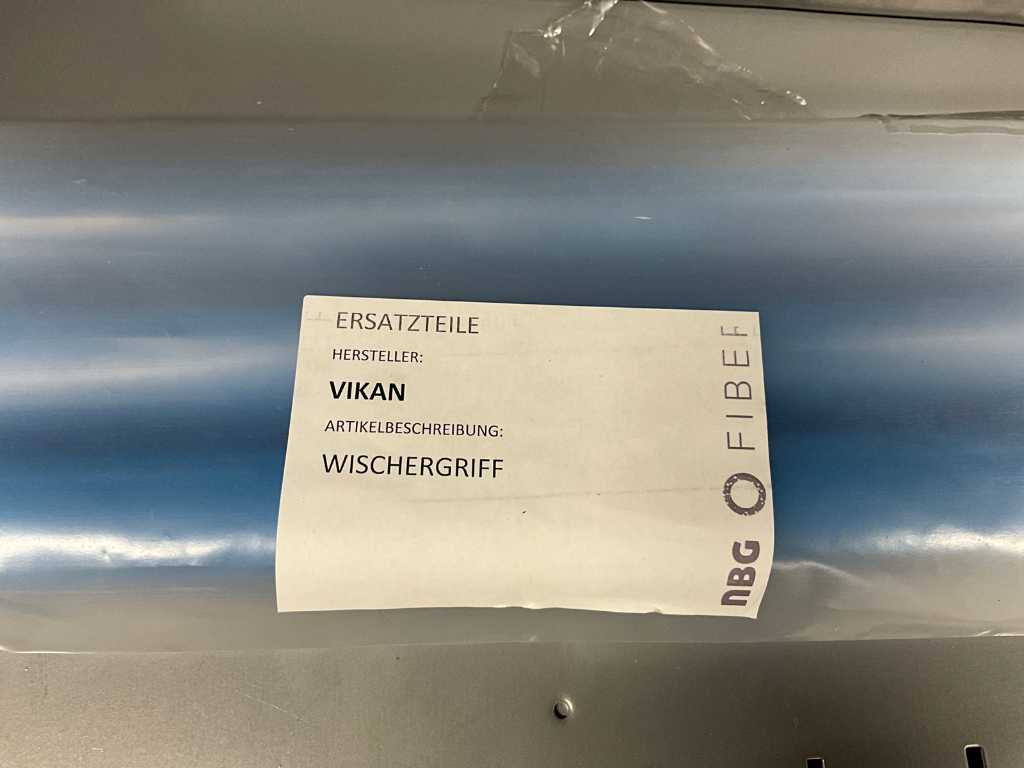 ERSATZTEILE
HERSTELLER:
VIKAN
ARTIKELBESCHREIBUNG:
WISCHERGRIFF
NBG FIBER